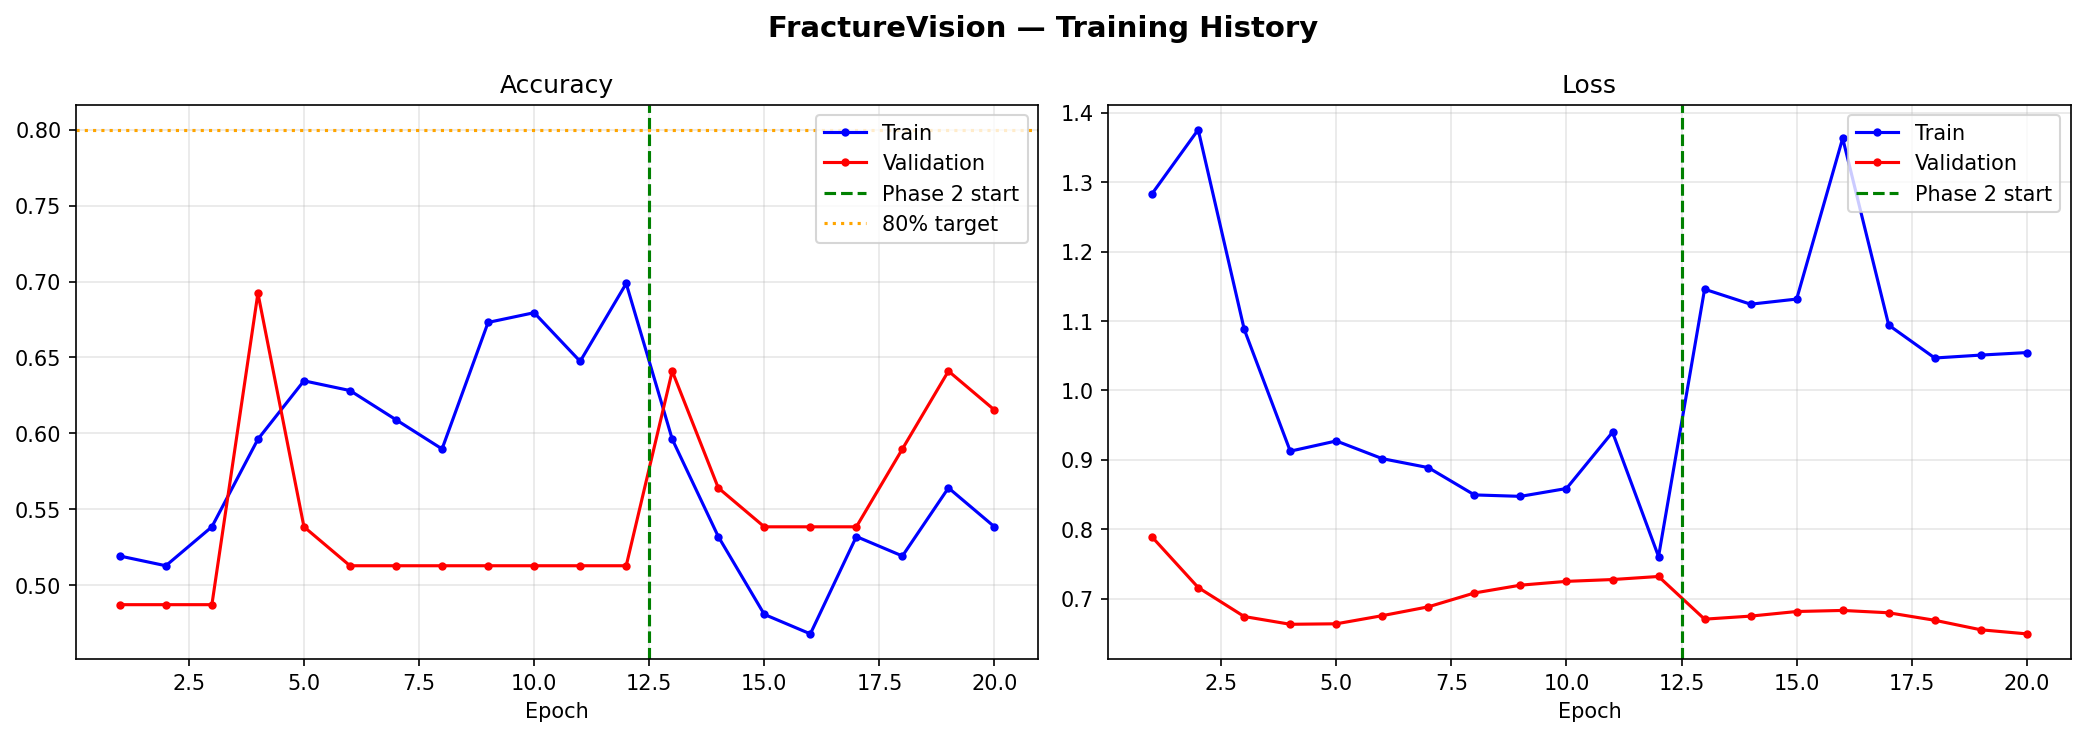 FractureVision — Training History
Accuracy
Train
Validation
Phase 2 start
80% target
0.80
0.75
0.70
0.65
0.60
0.55
0.50
2.5 5.0 7.5 10.0 12.5 15.0 17.5 20.0
Epoch
Loss
Train
Validation
Phase 2 start
1.4
1.3
1.2
1.1
1.0
0.9
0.8
0.7
2.5 5.0 7.5 10.0 12.5 15.0 17.5 20.0
Epoch